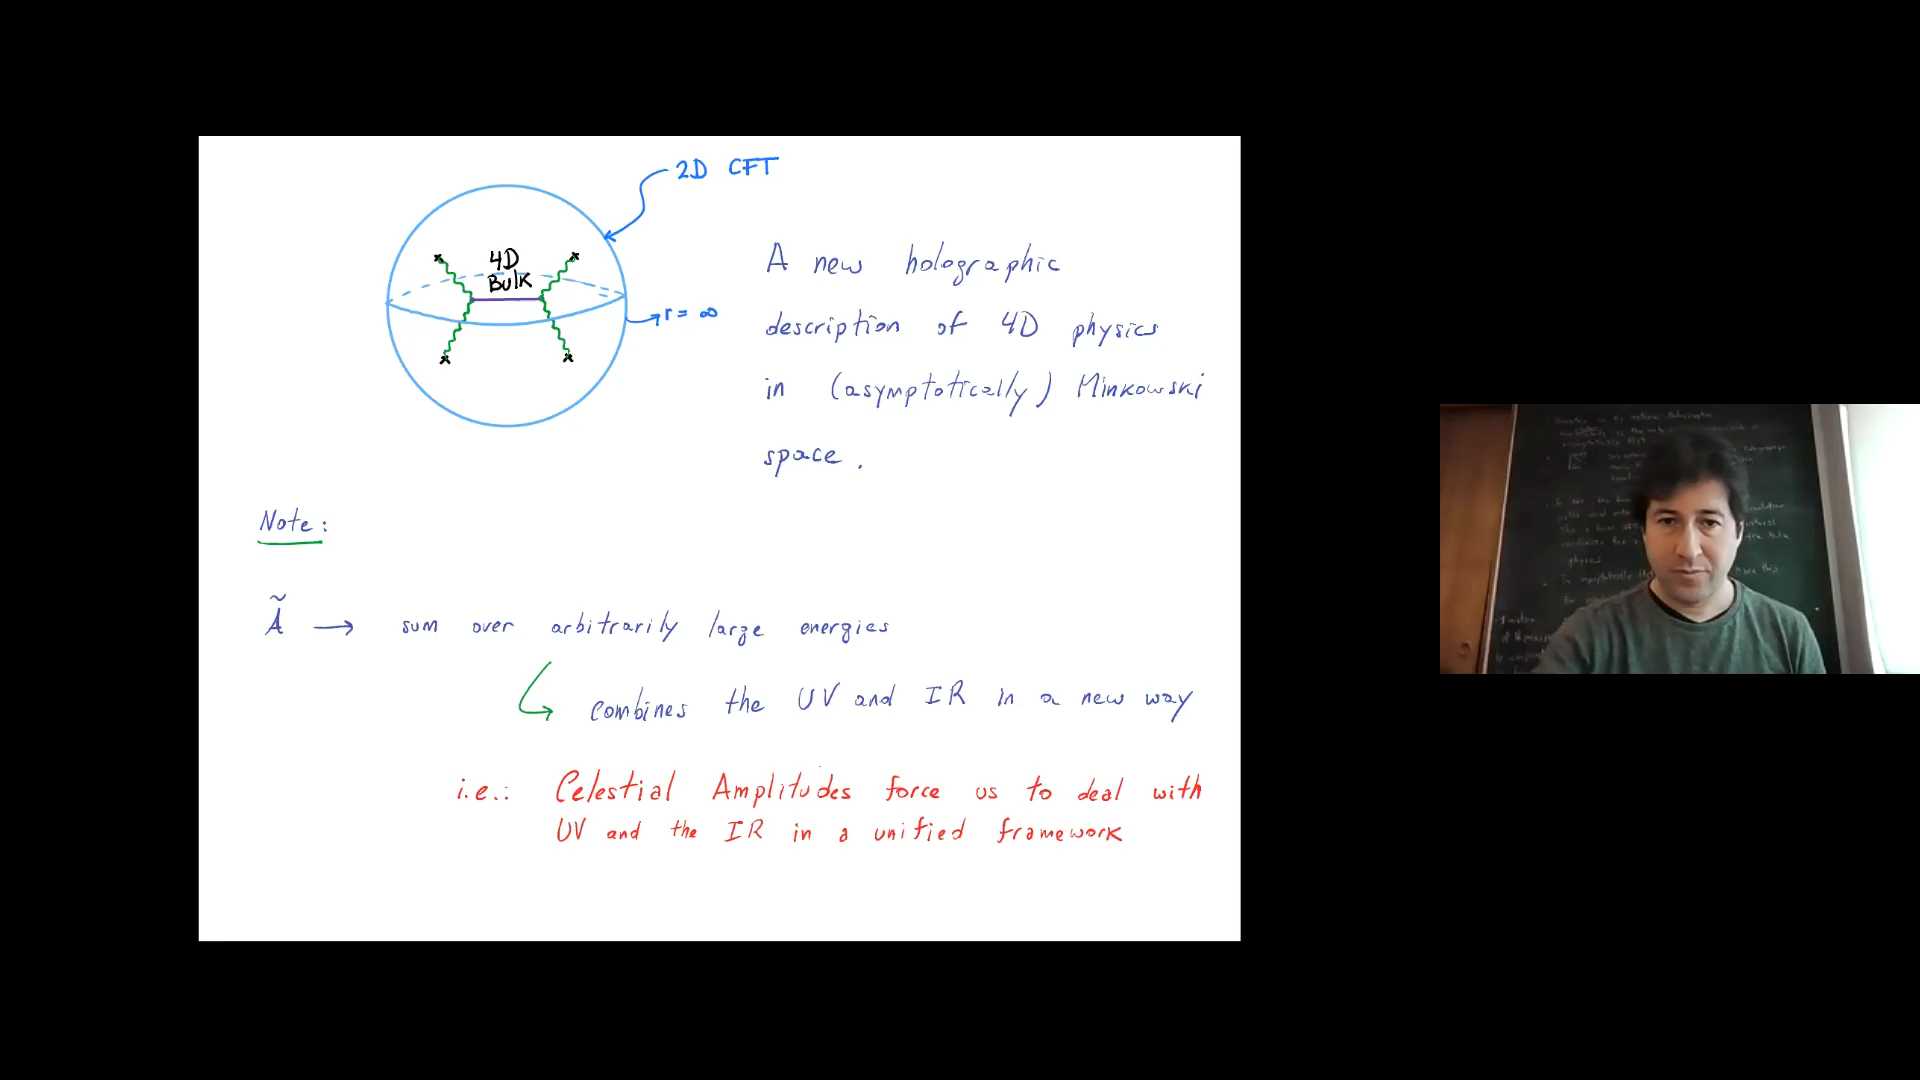 2D CFT
4D
Bulk
r = ∞
A new holographic
description of 4D physics
in (asymptotically) Minkowski
space.
Note:
Ã → sum over arbitrarily large energies
combines the UV and IR in a new way
i.e.: Celestial Amplitudes force us to deal with
UV and the IR in a unified framework